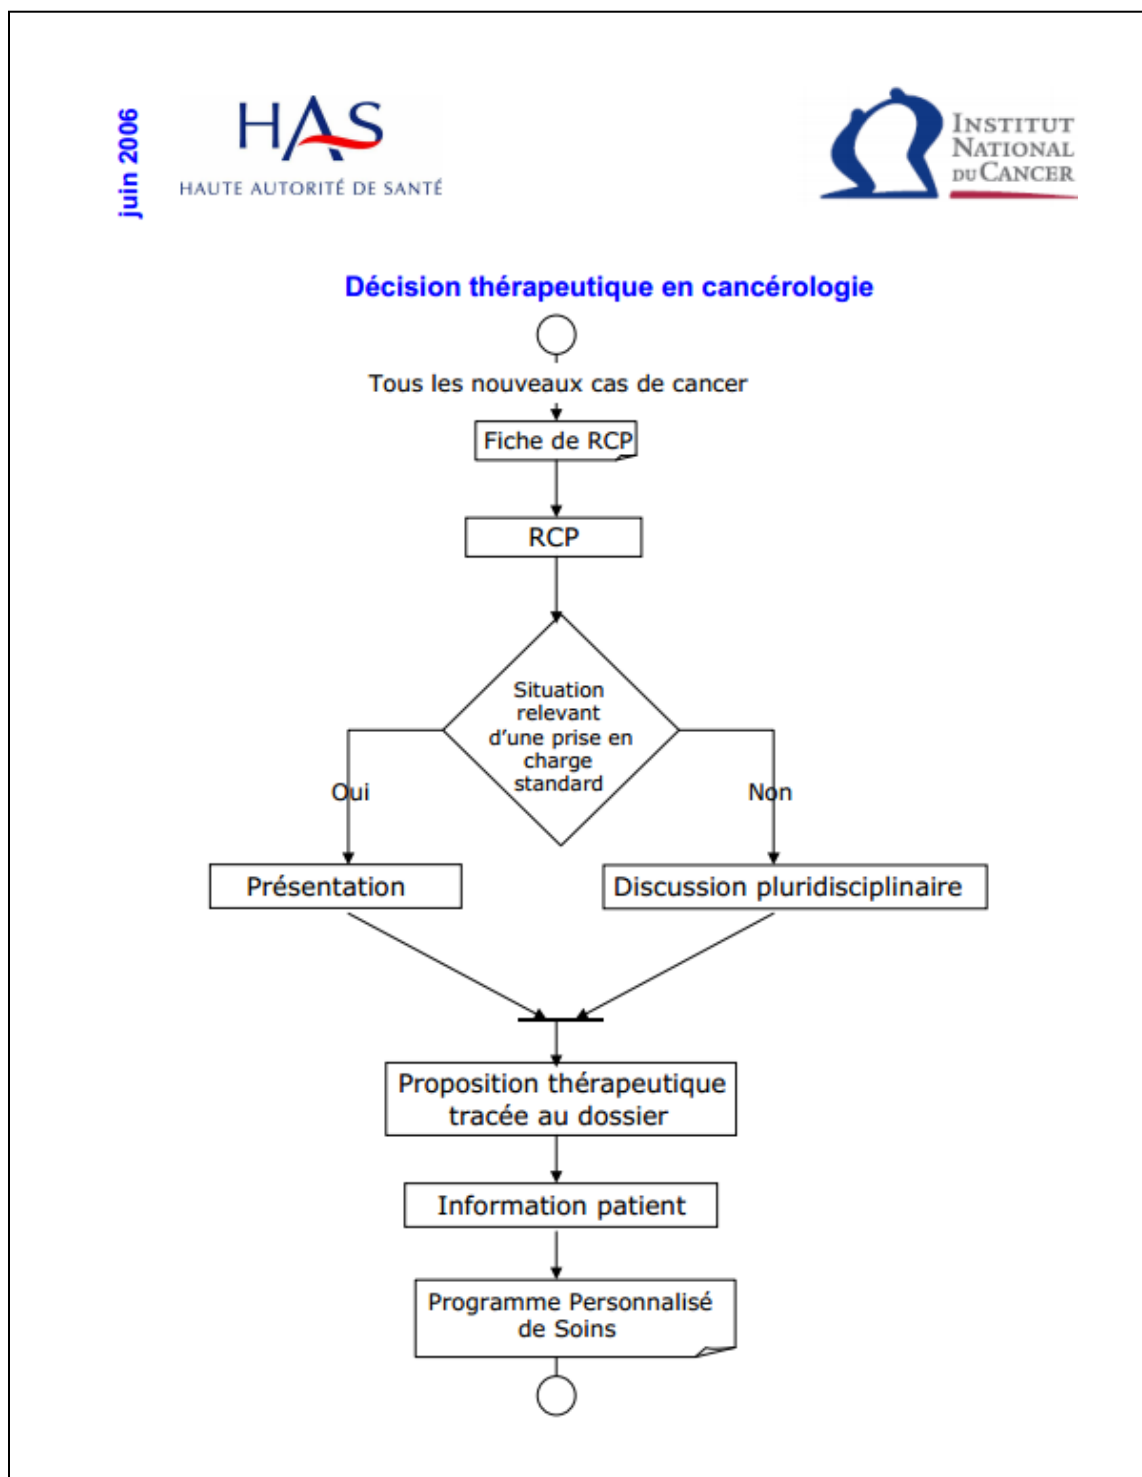 juin 2006
HAS
HAUTE AUTORITÉ DE SANTÉ
INSTITUT
NATIONAL
DU CANCER
Décision thérapeutique en cancérologie
Tous les nouveaux cas de cancer
Fiche de RCP
RCP
Situation
relevant
d'une prise en
charge
standard
Oui
Non
Présentation
Discussion pluridisciplinaire
Proposition thérapeutique
tracée au dossier
Information patient
Programme Personnalisé
de Soins